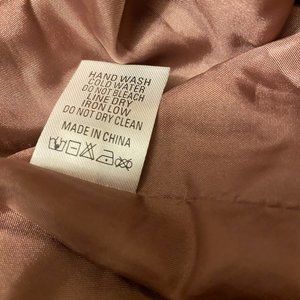 HAND WASH
COLD WATER
DO NOT BLEACH
LINE DRY
IRON LOW
DO NOT DRY CLEAN
MADE IN CHINA